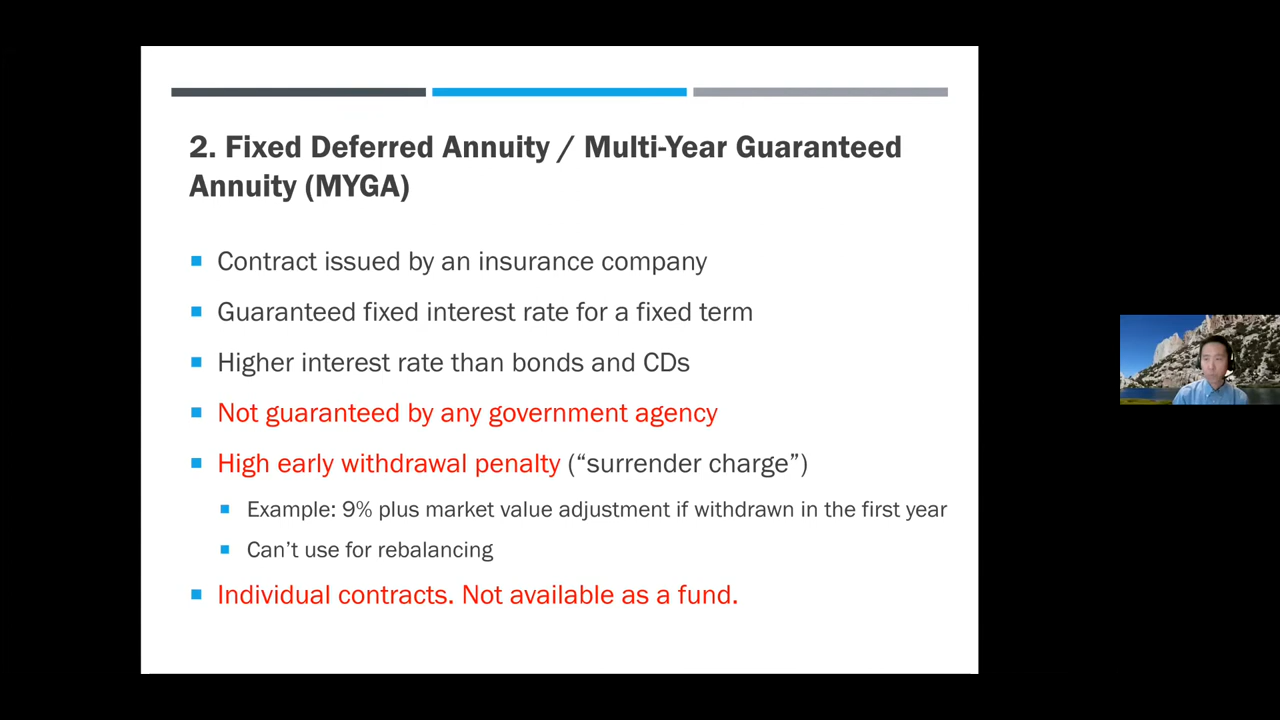 2. Fixed Deferred Annuity / Multi-Year Guaranteed
Annuity (MYGA)
Contract issued by an insurance company
Guaranteed fixed interest rate for a fixed term
Higher interest rate than bonds and CDs
Not guaranteed by any government agency
High early withdrawal penalty (“surrender charge”)
Example: 9% plus market value adjustment if withdrawn in the first year
Can’t use for rebalancing
Individual contracts. Not available as a fund.